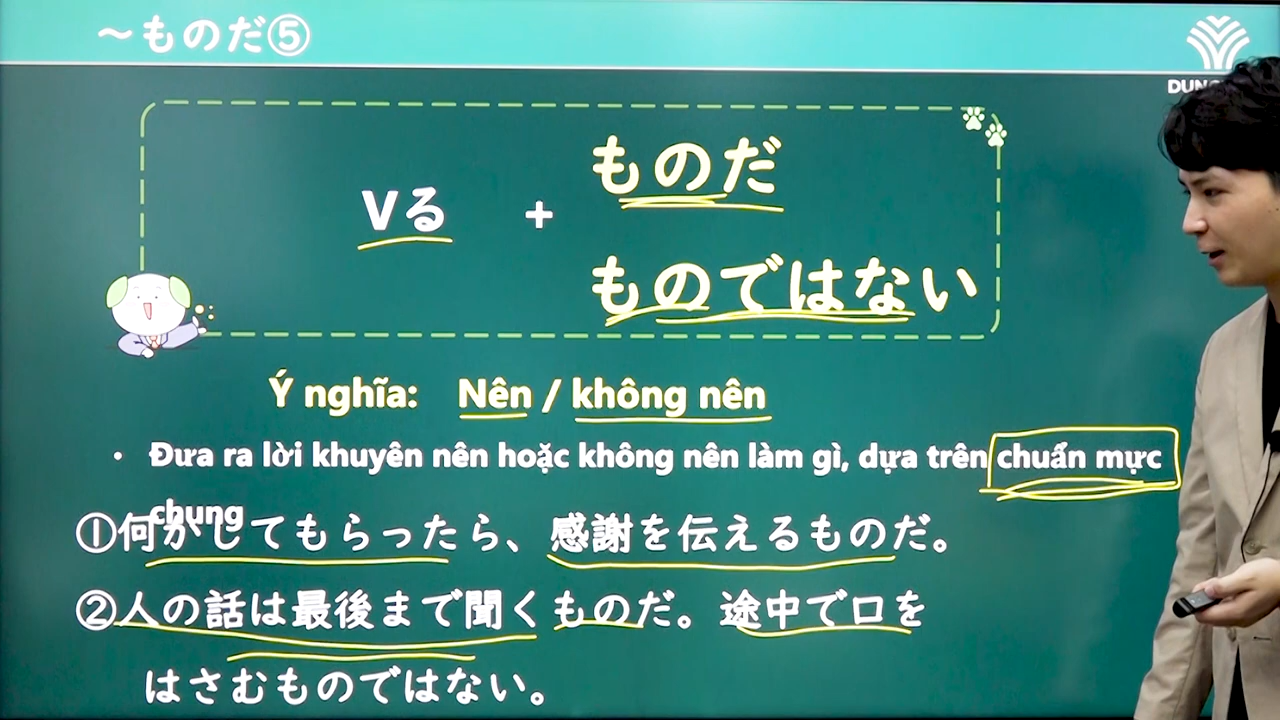 ～ものだ⑤
Vる + ものだ
ものではない
Ý nghĩa: Nên / không nên
• Đưa ra lời khuyên nên hoặc không nên làm gì, dựa trên chuẩn mực
chung
①何かしてもらったら、感謝を伝えるものだ。
②人の話は最後まで聞くものだ。途中で口を
はさむものではない。